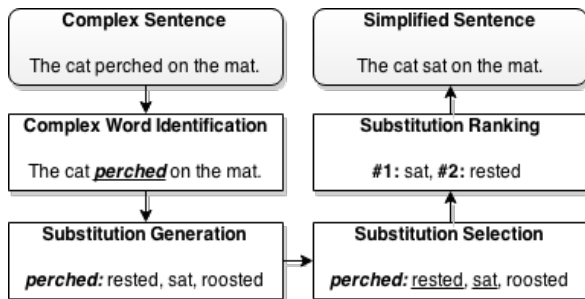 Complex Sentence
The cat perched on the mat.
Complex Word Identification
The cat perched on the mat.
Substitution Generation
perched: rested, sat, roosted
Substitution Selection
perched: rested, sat, roosted
Substitution Ranking
#1: sat, #2: rested
Simplified Sentence
The cat sat on the mat.